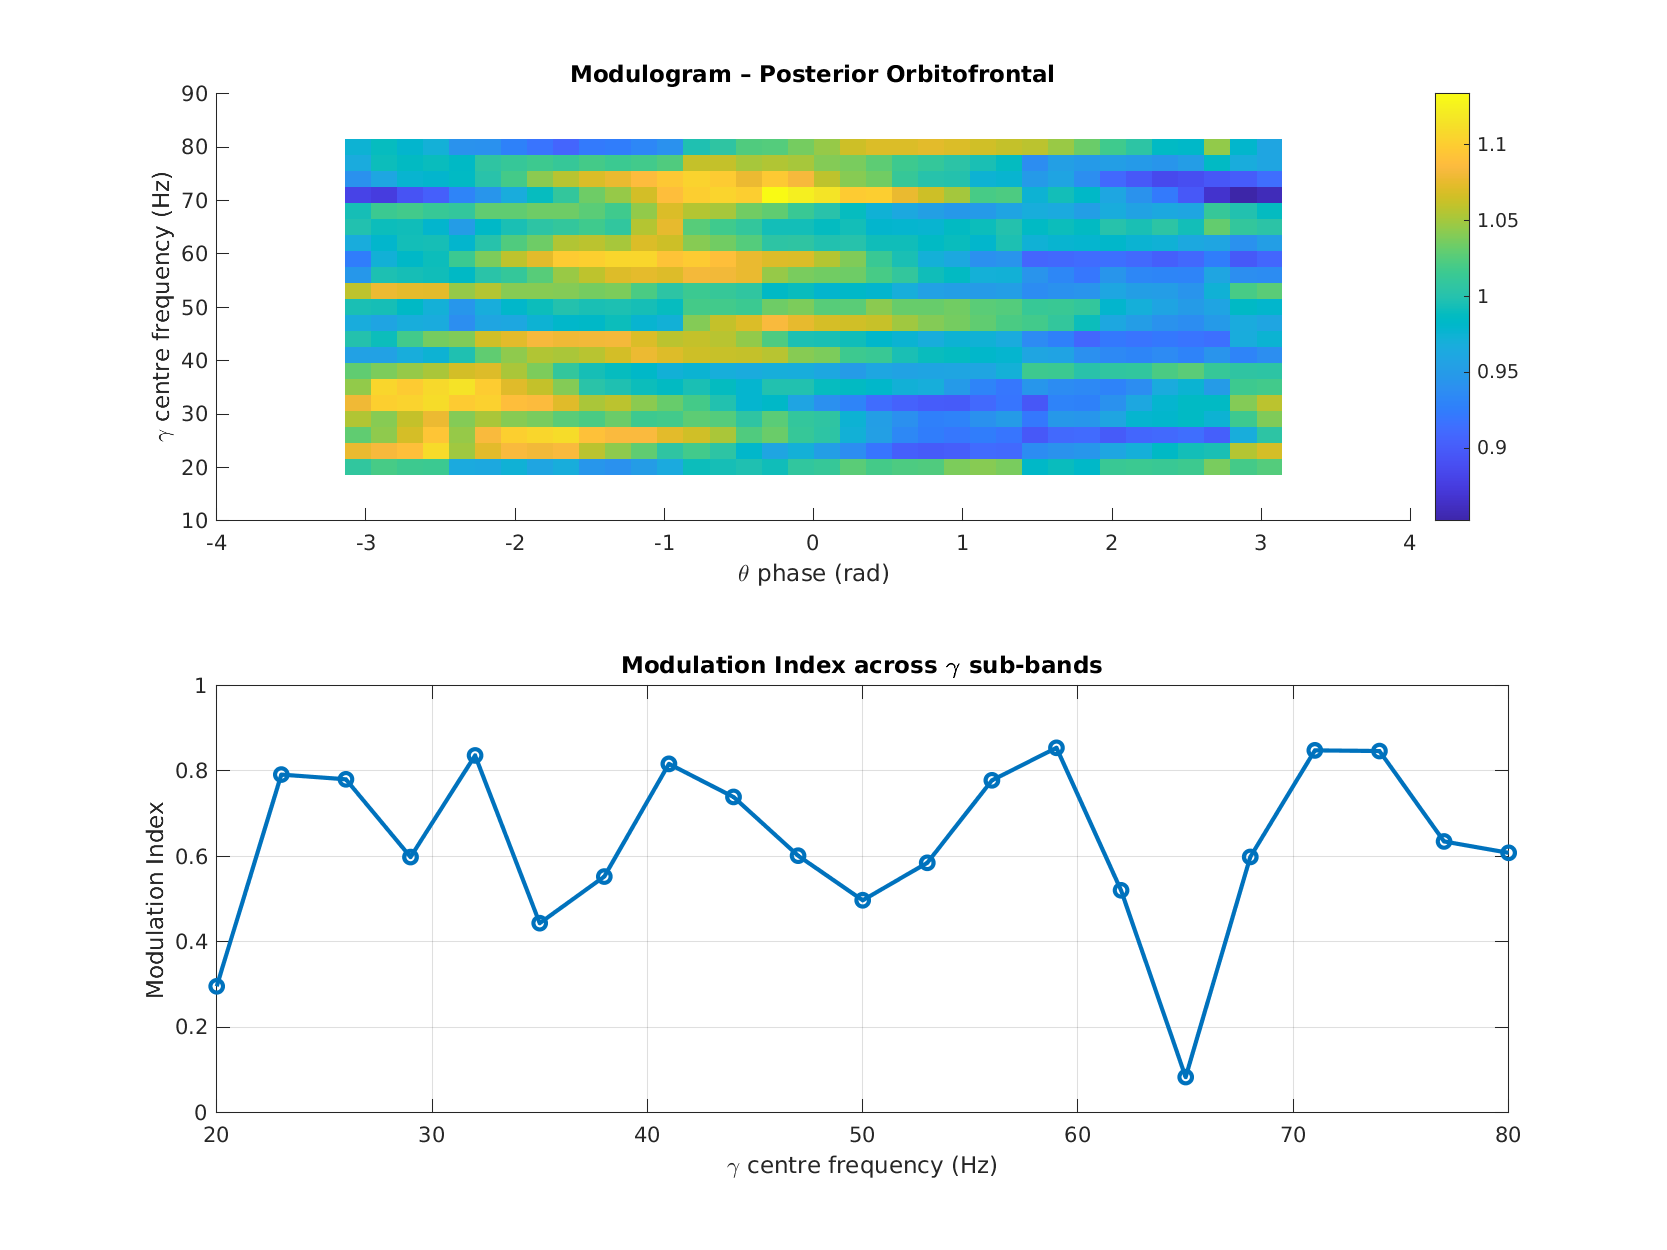 Modulogram – Posterior Orbitofrontal
90
80
70
60
50
40
30
20
10
γ centre frequency (Hz)
-4 -3 -2 -1 0 1 2 3 4
θ phase (rad)
1.1
1.05
1
0.95
0.9
Modulation Index across γ sub-bands
1
0.8
0.6
0.4
0.2
0
Modulation Index
20 30 40 50 60 70 80
γ centre frequency (Hz)